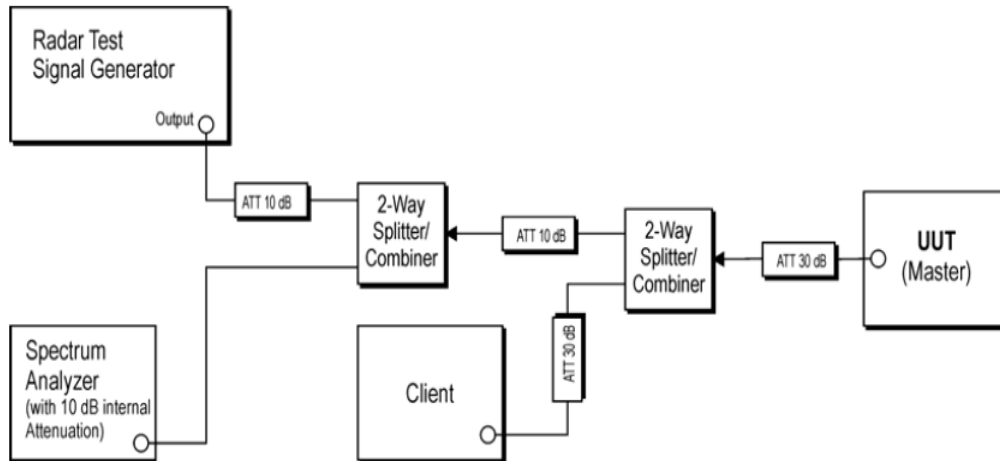 Radar Test
Signal Generator
Output
ATT 10 dB
2-Way
Splitter/
Combiner
ATT 10 dB
2-Way
Splitter/
Combiner
ATT 30 dB
UUT
(Master)
Spectrum
Analyzer
(with 10 dB internal
Attenuation)
Client
ATT 30 dB